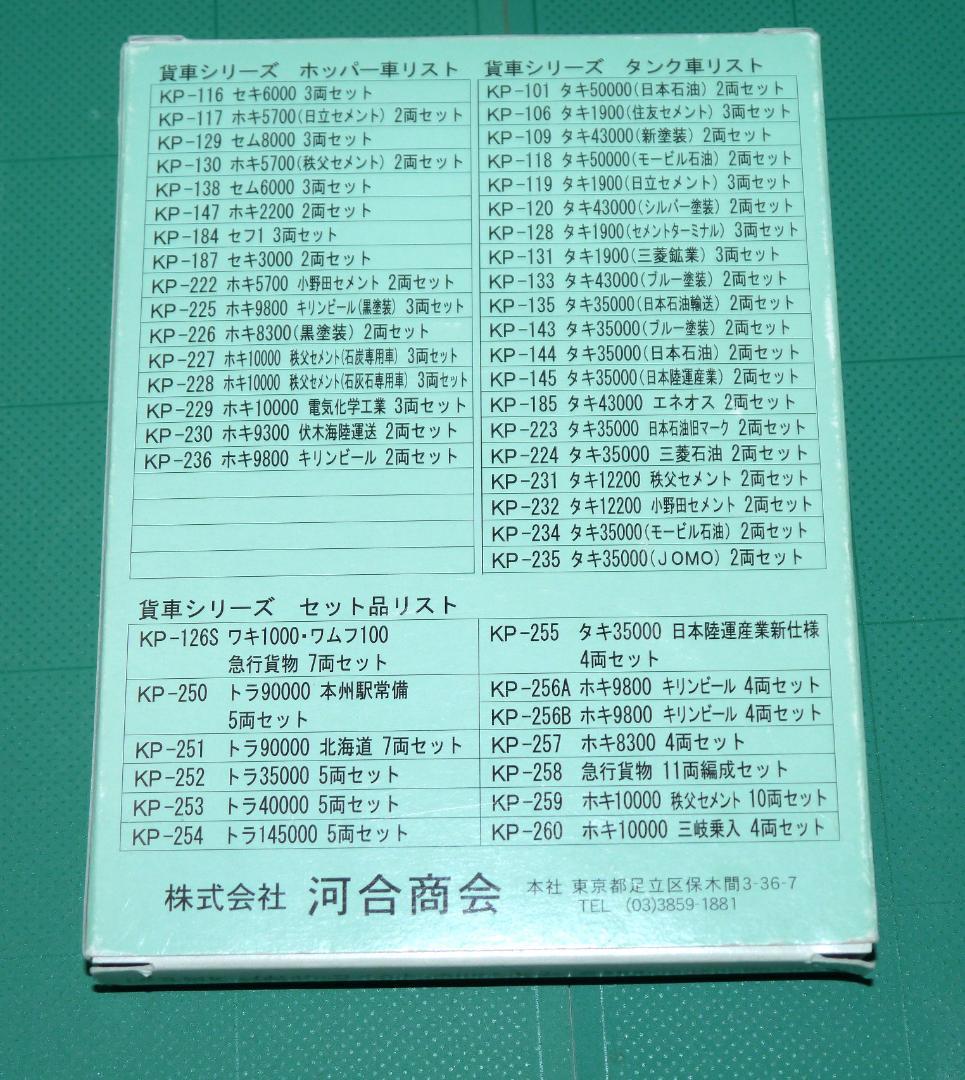 貨車シリーズ ホッパー車リスト
KP-116 セキ6000 3両セット
KP-117 ホキ5700(日立セメント) 2両セット
KP-129 セム8000 3両セット
KP-130 ホキ5700(秩父セメント) 2両セット
KP-138 セム6000 3両セット
KP-147 ホキ2200 2両セット
KP-184 セフ1 3両セット
KP-187 セキ3000 2両セット
KP-222 ホキ5700 小野田セメント 2両セット
KP-225 ホキ9800 キリンビール(黒塗装) 3両セット
KP-226 ホキ8300(黒塗装) 2両セット
KP-227 ホキ10000 秩父セメント(石炭専用車) 3両セット
KP-228 ホキ10000 秩父セメント(石灰石専用車) 3両セット
KP-229 ホキ10000 電気化学工業 3両セット
KP-230 ホキ9300 伏木海陸運送 2両セット
KP-236 ホキ9800 キリンビール 2両セット
貨車シリーズ タンク車リスト
KP-101 タキ50000(日本石油) 2両セット
KP-106 タキ1900(住友セメント) 3両セット
KP-109 タキ43000(新塗装) 2両セット
KP-118 タキ50000(モービル石油) 2両セット
KP-119 タキ1900(日立セメント) 3両セット
KP-120 タキ43000(シルバー塗装) 2両セット
KP-128 タキ1900(セメントターミナル) 3両セット
KP-131 タキ1900(三菱鉱業) 3両セット
KP-133 タキ43000(ブルー塗装) 2両セット
KP-135 タキ35000(日本石油輸送) 2両セット
KP-143 タキ35000(ブルー塗装) 2両セット
KP-144 タキ35000(日本石油) 2両セット
KP-145 タキ35000(日本陸運産業) 2両セット
KP-185 タキ43000 エネオス 2両セット
KP-223 タキ35000 日本石油旧マーク 2両セット
KP-224 タキ35000 三菱石油 2両セット
KP-231 タキ12200 秩父セメント 2両セット
KP-232 タキ12200 小野田セメント 2両セット
KP-234 タキ35000(モービル石油) 2両セット
KP-235 タキ35000(JOMO) 2両セット
貨車シリーズ セット品リスト
KP-126S ワキ1000・ワムフ100
急行貨物 7両セット
KP-250 トラ90000 本州駅常備
5両セット
KP-251 トラ90000 北海道 7両セット
KP-252 トラ35000 5両セット
KP-253 トラ40000 5両セット
KP-254 トラ145000 5両セット
KP-255 タキ35000 日本陸運産業新仕様
4両セット
KP-256A ホキ9800 キリンビール 4両セット
KP-256B ホキ9800 キリンビール 4両セット
KP-257 ホキ8300 4両セット
KP-258 急行貨物 11両編成セット
KP-259 ホキ10000 秩父セメント 10両セット
KP-260 ホキ10000 三岐乗入 4両セット
株式会社 河合商会
本社 東京都足立区保木間3-36-7
TEL (03)3859-1881